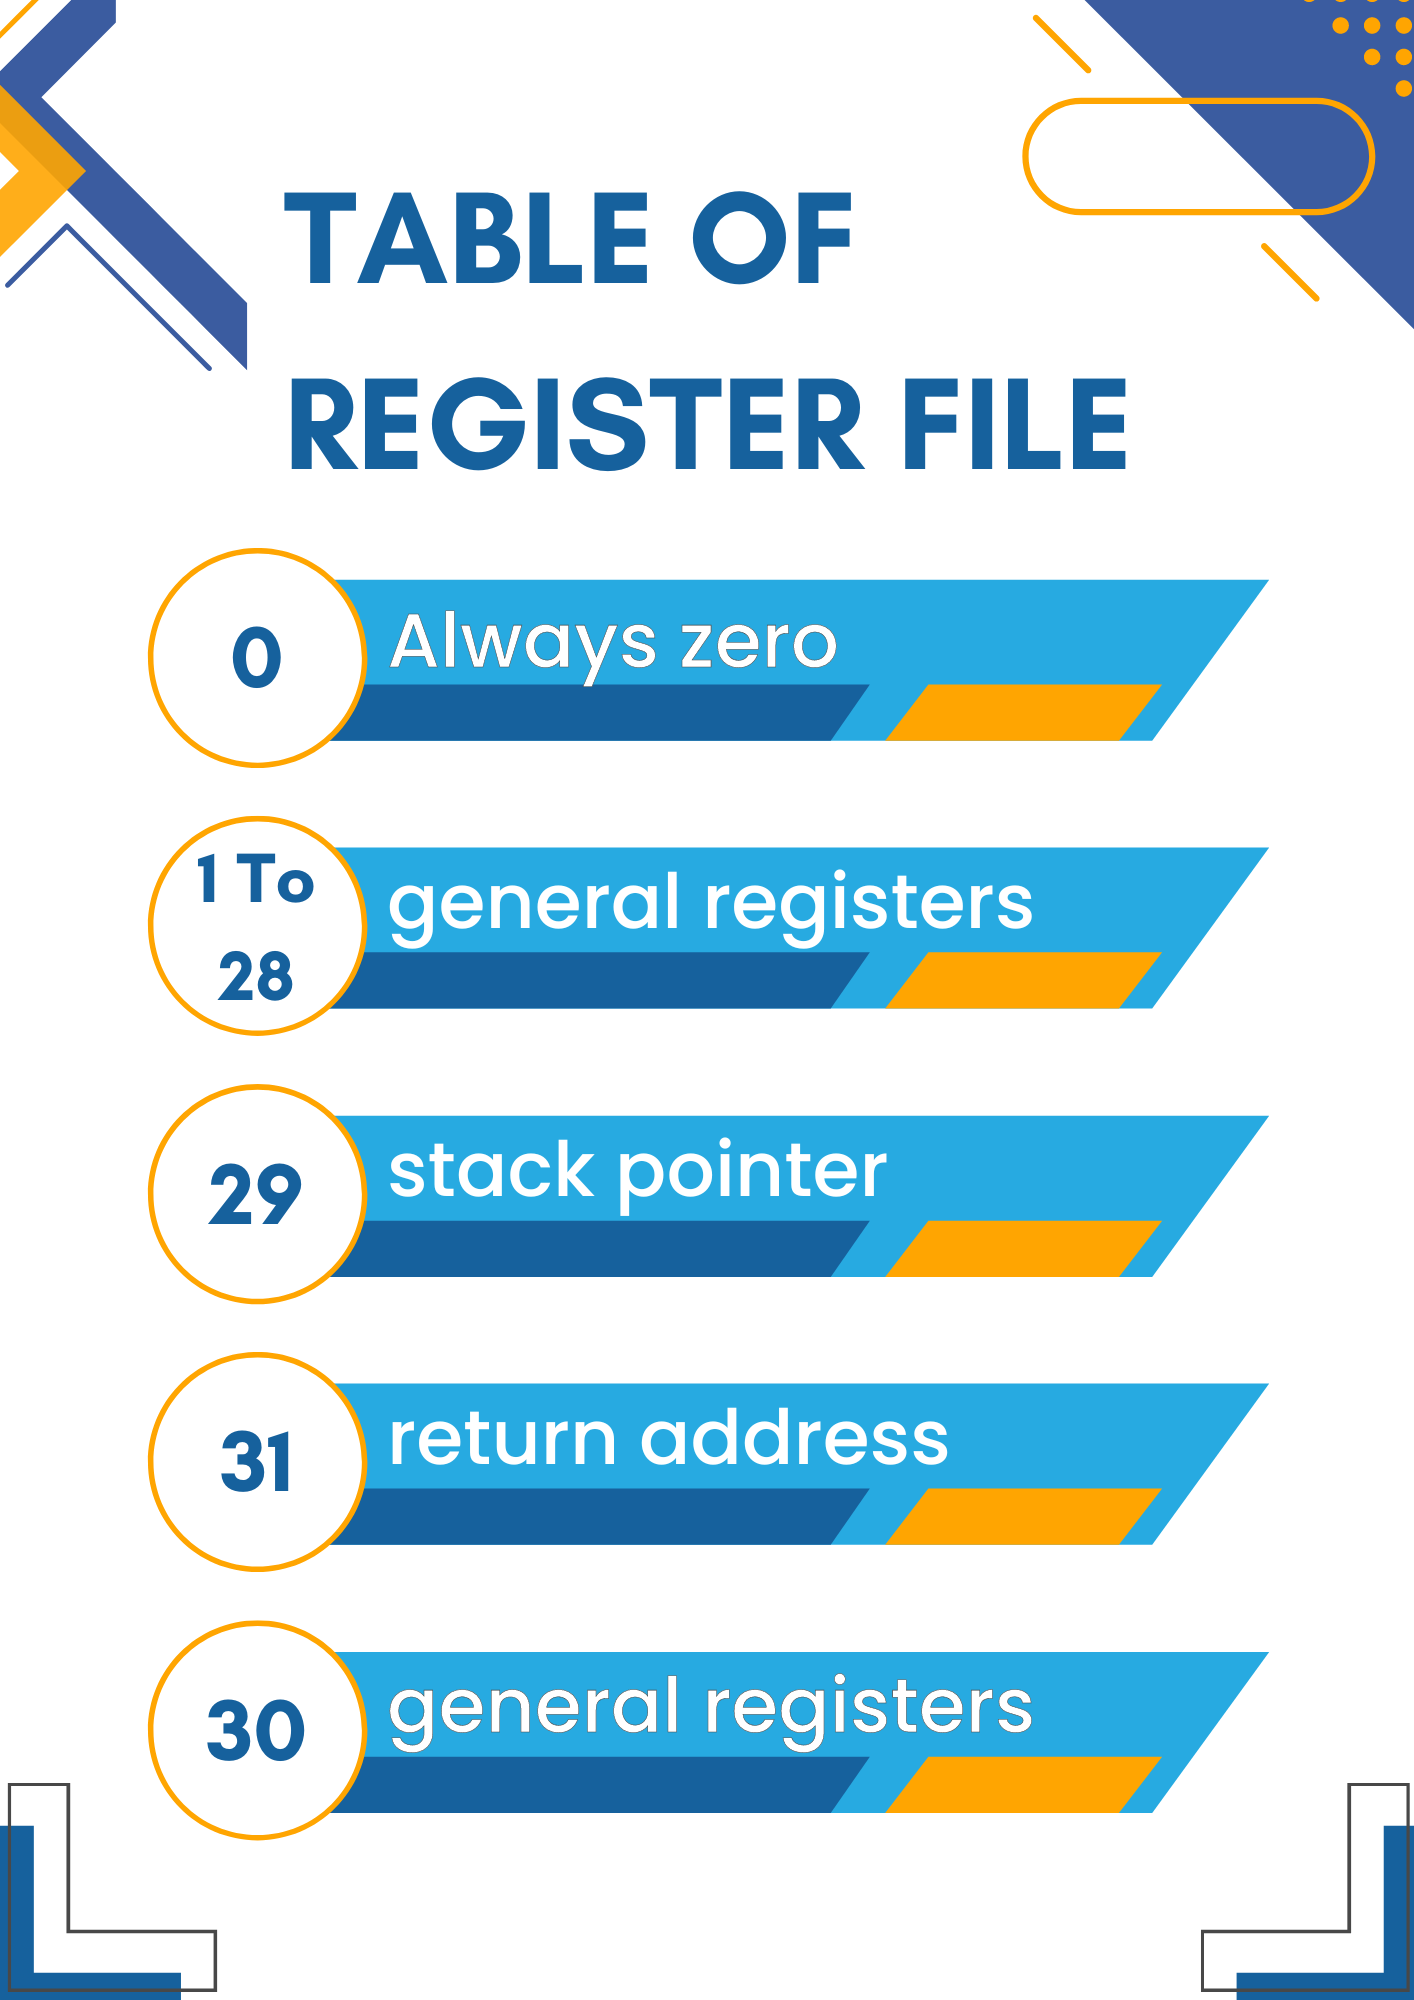 TABLE OF
REGISTER FILE
0
Always zero
1 To
28
general registers
29
stack pointer
31
return address
30
general registers